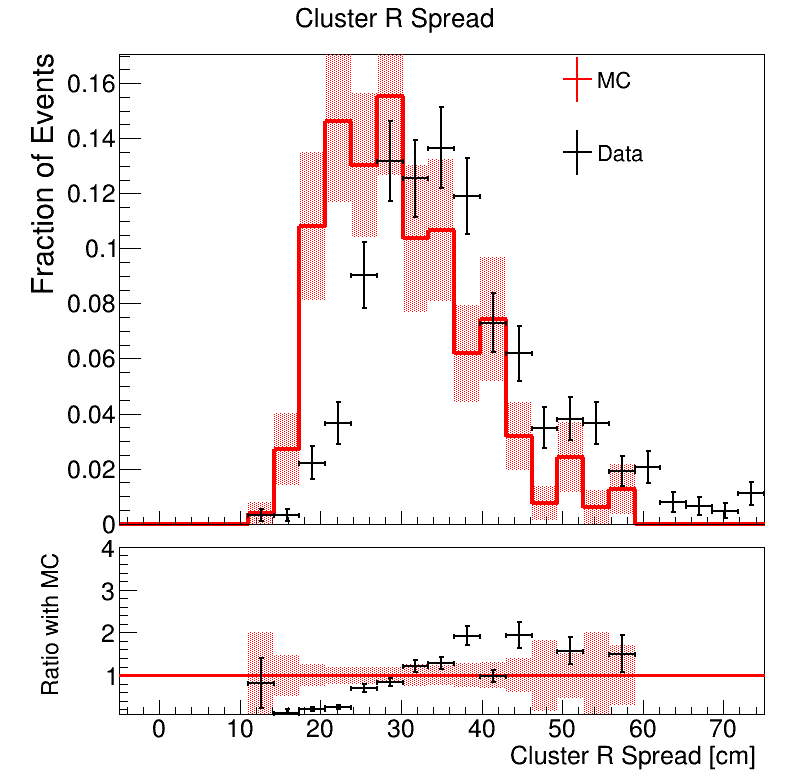 Cluster R Spread
Fraction of Events
0.16
0.14
0.12
0.1
0.08
0.06
0.04
0.02
0
MC
Data
Ratio with MC
4
3
2
1
0 10 20 30 40 50 60 70
Cluster R Spread [cm]